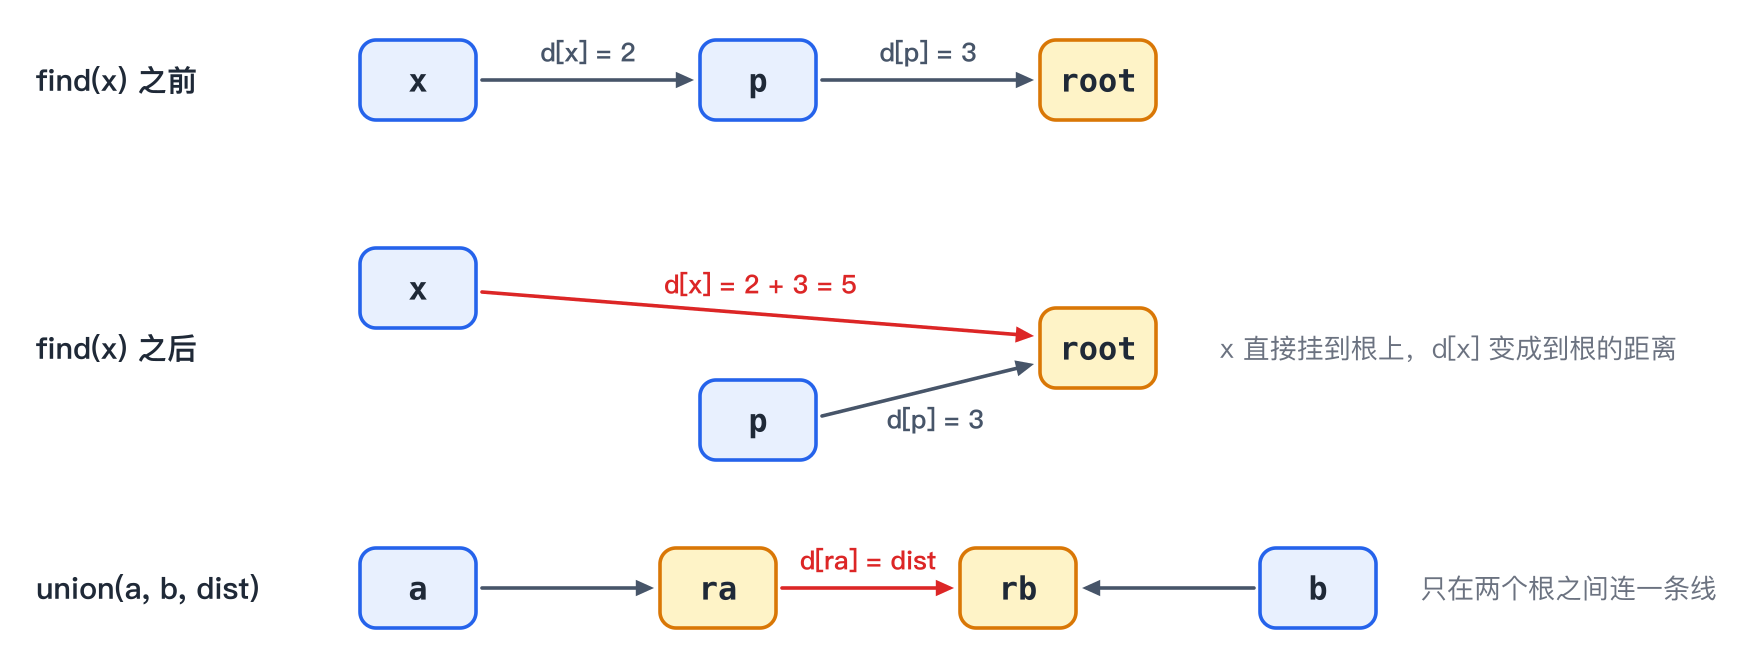 find(x) 之前
x
d[x] = 2
p
d[p] = 3
root
find(x) 之后
x
d[x] = 2 + 3 = 5
root
x 直接挂到根上，d[x] 变成到根的距离
p
d[p] = 3
union(a, b, dist)
a
ra
d[ra] = dist
rb
b
只在两个根之间连一条线